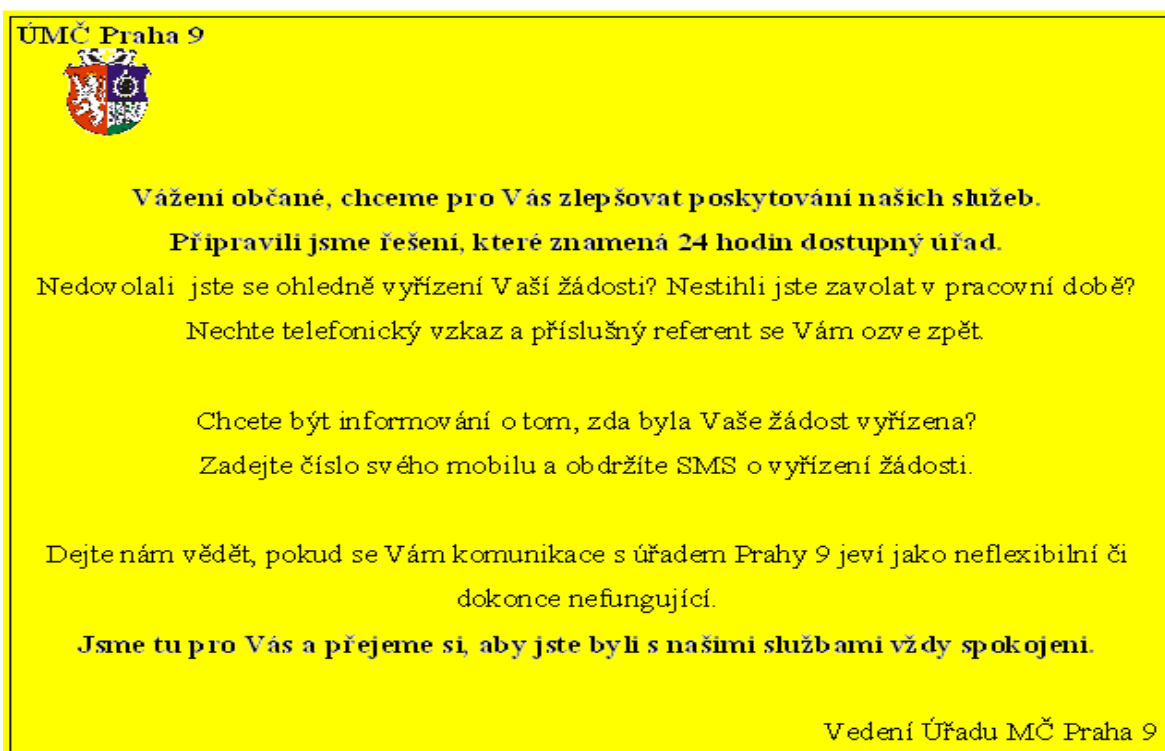 ÚMČ Praha 9
Vážení občané, chceme pro Vás zlepšovat poskytování našich služeb.
Připravili jsme řešení, které znamená 24 hodin dostupný úřad.
Nedovolali jste se ohledně vyřízení Vaší žádosti? Nestihli jste zavolat v pracovní době?
Nechte telefonický vzkaz a příslušný referent se Vám ozve zpět.
Chcete být informování o tom, zda byla Vaše žádost vyřízena?
Zadejte číslo svého mobilu a obdržíte SMS o vyřízení žádosti.
Dejte nám vědět, pokud se Vám komunikace s úřadem Prahy 9 jeví jako neflexibilní či
dokonce nefungující.
Jsme tu pro Vás a přejeme si, aby jste byli s našimi službami vždy spokojeni.
Vedení Úřadu MČ Praha 9